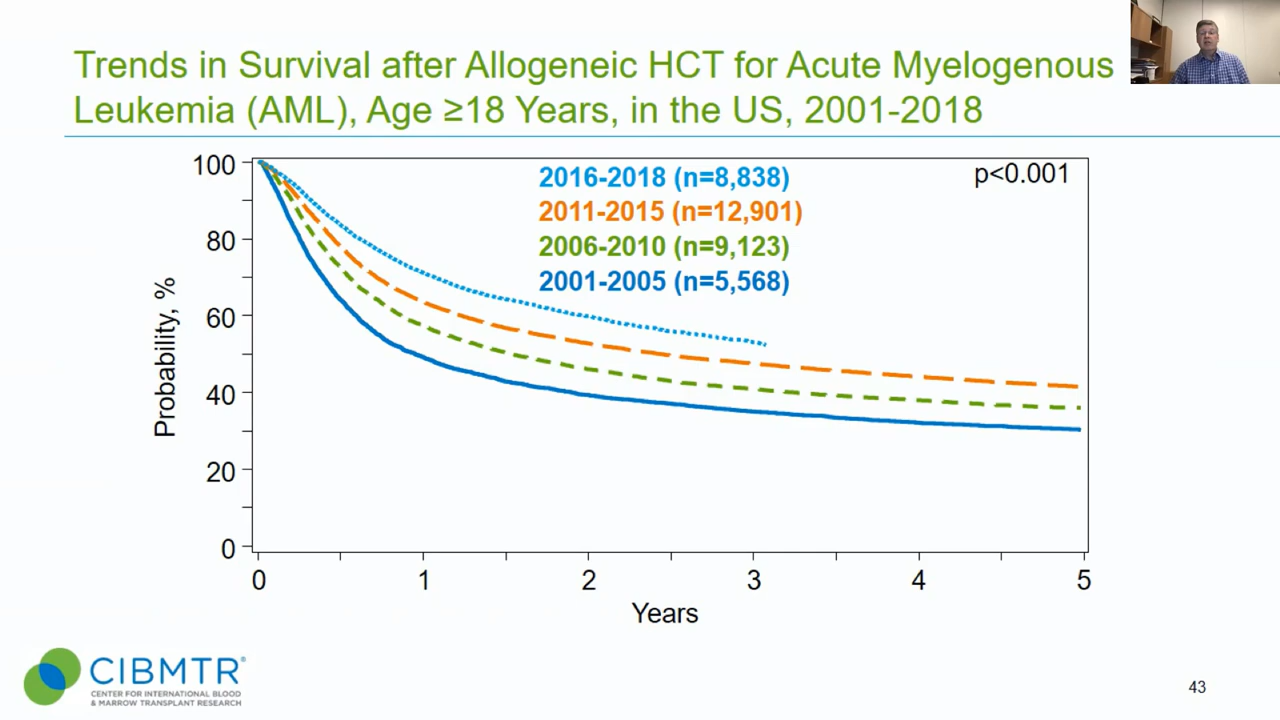 Trends in Survival after Allogeneic HCT for Acute Myelogenous
Leukemia (AML), Age ≥18 Years, in the US, 2001-2018
100
80
60
40
20
0
Probability, %
2016-2018 (n=8,838)
2011-2015 (n=12,901)
2006-2010 (n=9,123)
2001-2005 (n=5,568)
p<0.001
0 1 2 3 4 5
Years
CIBMTR®
CENTER FOR INTERNATIONAL BLOOD
& MARROW TRANSPLANT RESEARCH
43